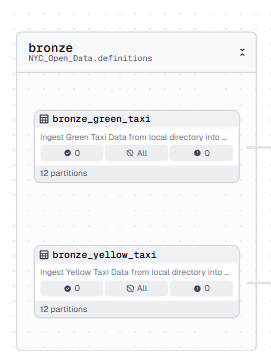 bronze
NYC_Open_Data.definitions
bronze_green_taxi
Ingest Green Taxi Data from local directory into ...
0 All 0
12 partitions
bronze_yellow_taxi
Ingest Yellow Taxi Data from local directory into ...
0 All 0
12 partitions